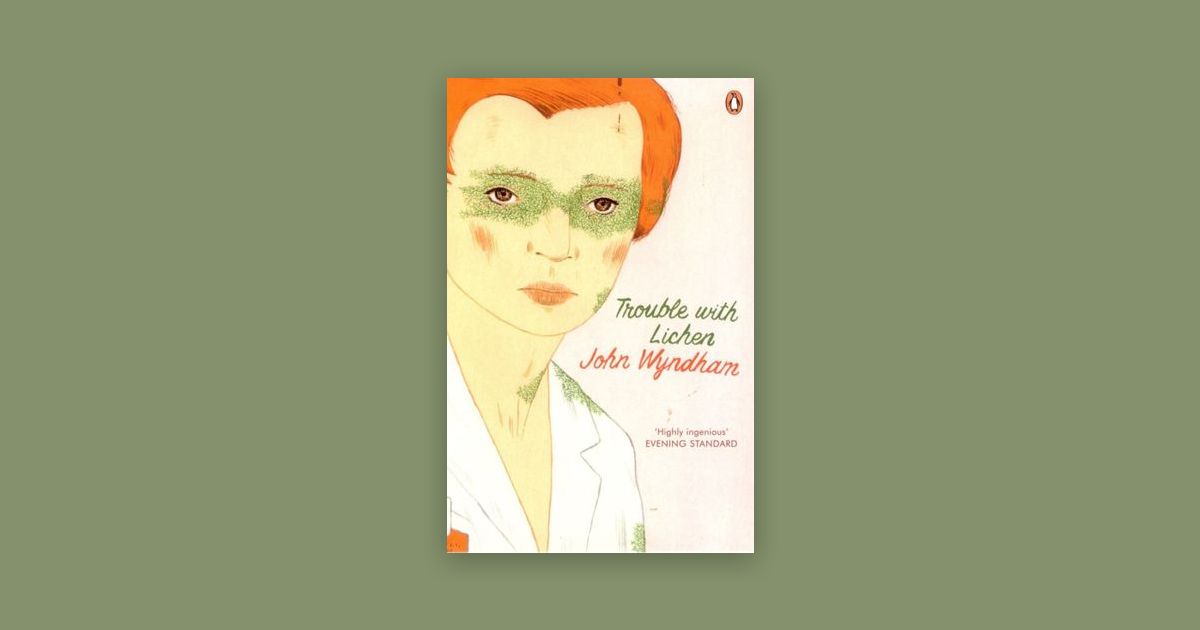 Trouble with
Lichen
John Wyndham
'Highly ingenious'
EVENING STANDARD